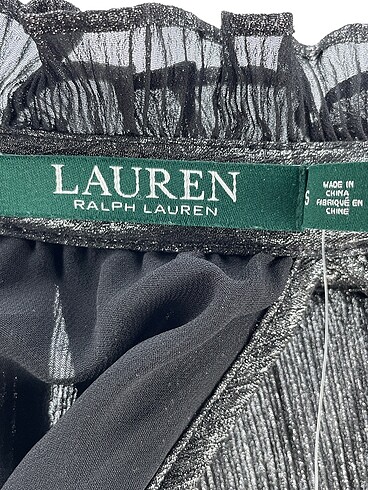 LAUREN
RALPH LAUREN
S
MADE IN
CHINA
FABRIQUÉ EN
CHINE